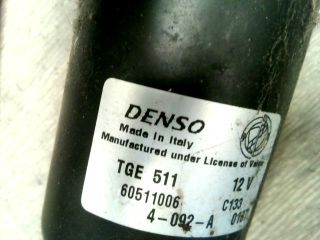 DENSO
Made in Italy
Manufactured under License of
TGE 511 12 V
60511006 C133
4-092-A